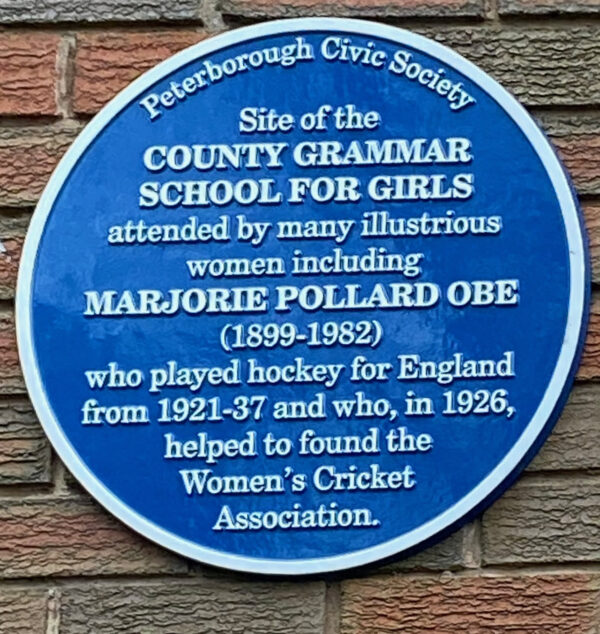 Peterborough Civic Society
Site of the
COUNTY GRAMMAR
SCHOOL FOR GIRLS
attended by many illustrious
women including
MARJORIE POLLARD OBE
(1899-1982)
who played hockey for England
from 1921-37 and who, in 1926,
helped to found the
Women's Cricket
Association.